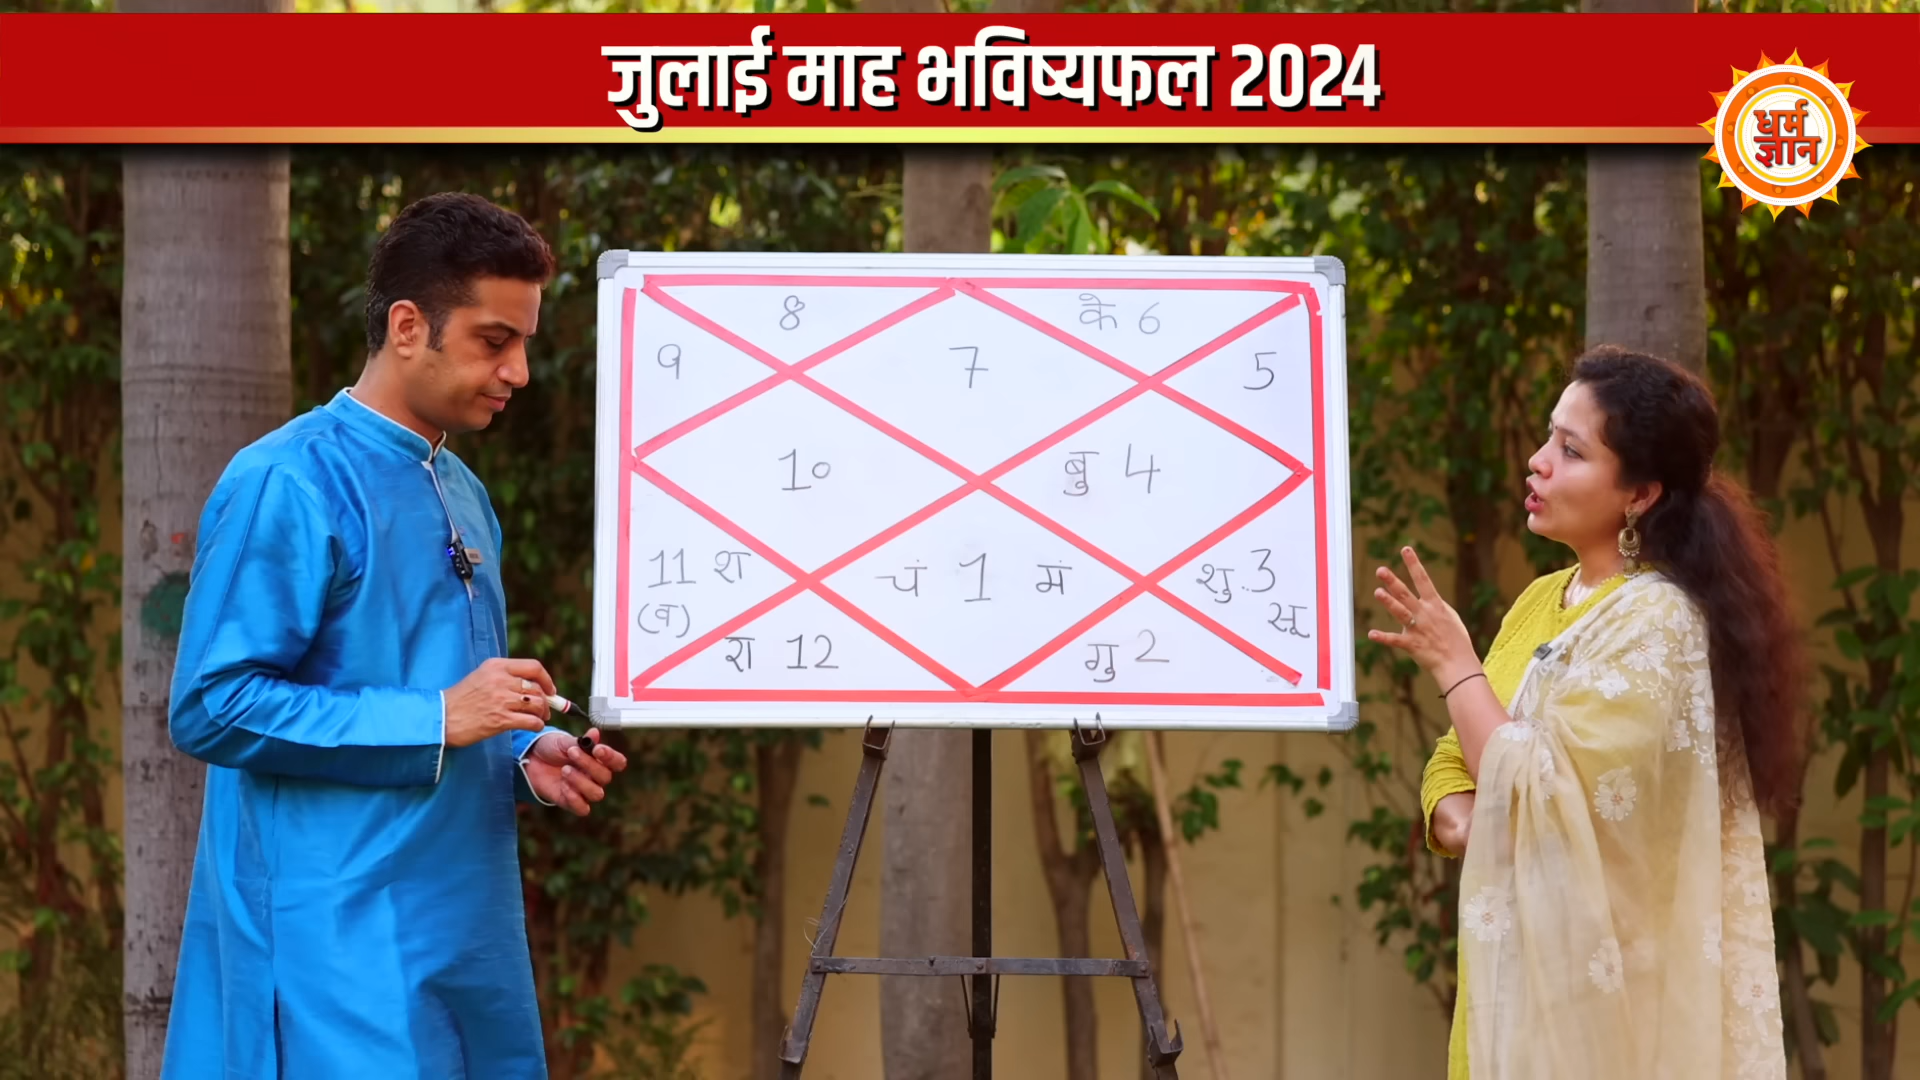 जुलाई माह भविष्यफल 2024
धर्म
ज्ञान
8
के 6
9
7
5
10
बु 4
11 श
(व)
चं 1 मं
शु 3
सू
रा 12
गु 2